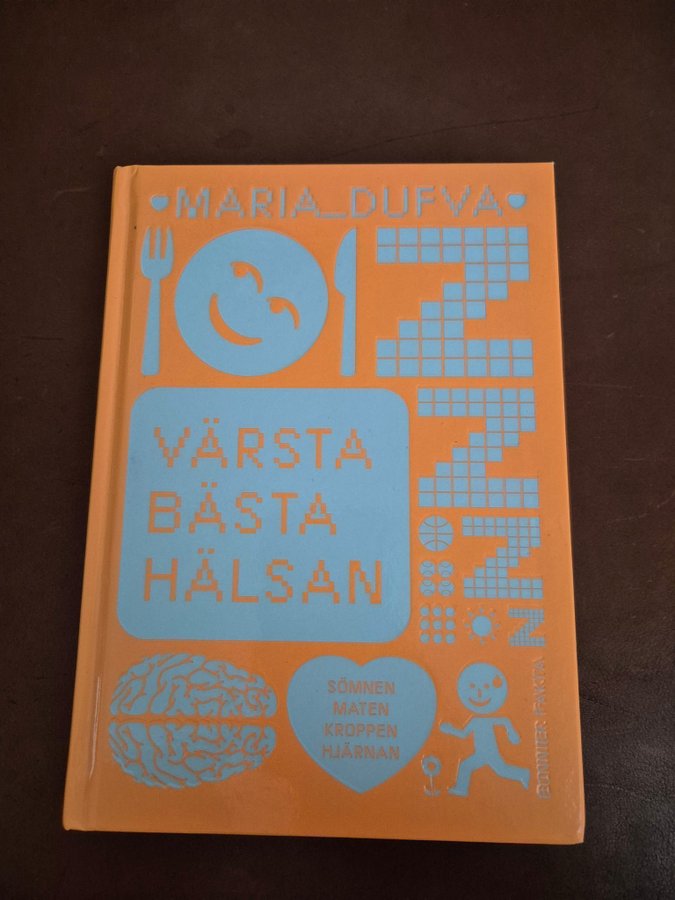 MARIA_DUFVA
Z
Z
Z
Z
VÄRSTA
BÄSTA
HÄLSAN
SÖMNEN
MATEN
KROPPEN
HJÄRNAN
BONNIER FAKTA